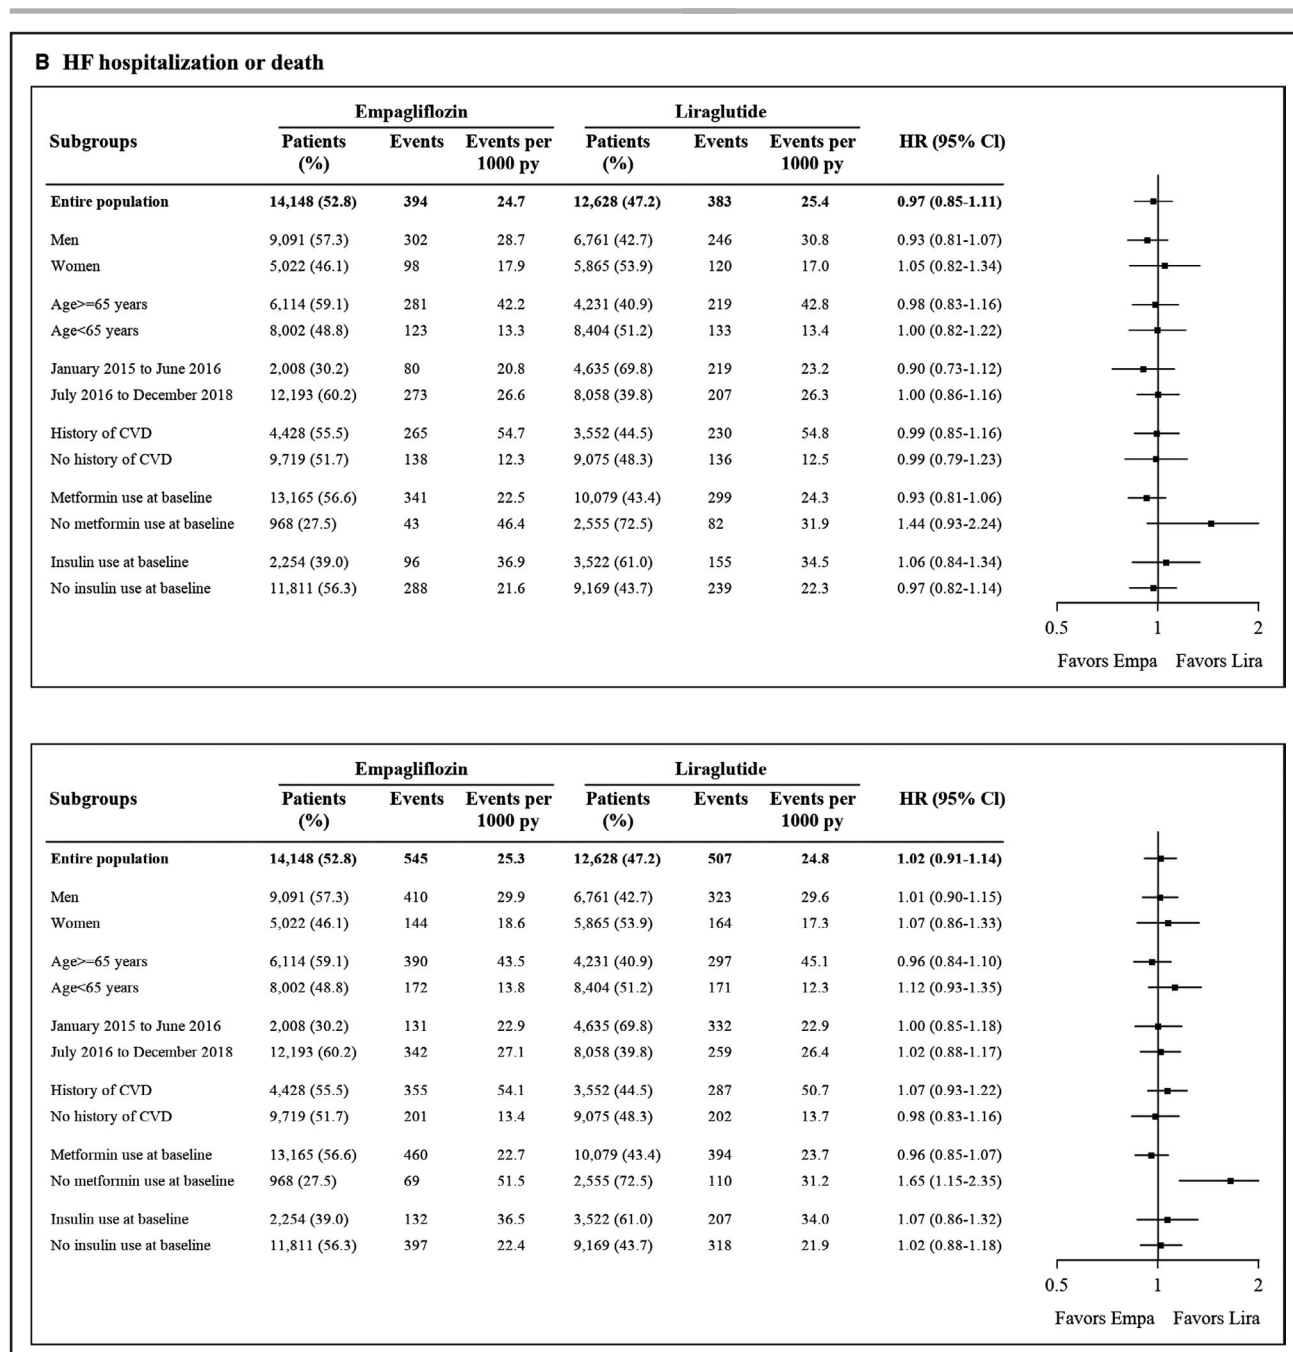 B HF hospitalization or death
Empagliflozin Liraglutide
Subgroups Patients Events Events per Patients Events Events per HR (95% CI)
(%) 1000 py (%) 1000 py
Entire population 14,148 (52.8) 394 24.7 12,628 (47.2) 383 25.4 0.97 (0.85-1.11)
Men 9,091 (57.3) 302 28.7 6,761 (42.7) 246 30.8 0.93 (0.81-1.07)
Women 5,022 (46.1) 98 17.9 5,865 (53.9) 120 17.0 1.05 (0.82-1.34)
Age>=65 years 6,114 (59.1) 281 42.2 4,231 (40.9) 219 42.8 0.98 (0.83-1.16)
Age<65 years 8,002 (48.8) 123 13.3 8,404 (51.2) 133 13.4 1.00 (0.82-1.22)
January 2015 to June 2016 2,008 (30.2) 80 20.8 4,635 (69.8) 219 23.2 0.90 (0.73-1.12)
July 2016 to December 2018 12,193 (60.2) 273 26.6 8,058 (39.8) 207 26.3 1.00 (0.86-1.16)
History of CVD 4,428 (55.5) 265 54.7 3,552 (44.5) 230 54.8 0.99 (0.85-1.16)
No history of CVD 9,719 (51.7) 138 12.3 9,075 (48.3) 136 12.5 0.99 (0.79-1.23)
Metformin use at baseline 13,165 (56.6) 341 22.5 10,079 (43.4) 299 24.3 0.93 (0.81-1.06)
No metformin use at baseline 968 (27.5) 43 46.4 2,555 (72.5) 82 31.9 1.44 (0.93-2.24)
Insulin use at baseline 2,254 (39.0) 96 36.9 3,522 (61.0) 155 34.5 1.06 (0.84-1.34)
No insulin use at baseline 11,811 (56.3) 288 21.6 9,169 (43.7) 239 22.3 0.97 (0.82-1.14)
0.5 1 2
Favors Empa Favors Lira
Empagliflozin Liraglutide
Subgroups Patients Events Events per Patients Events Events per HR (95% CI)
(%) 1000 py (%) 1000 py
Entire population 14,148 (52.8) 545 25.3 12,628 (47.2) 507 24.8 1.02 (0.91-1.14)
Men 9,091 (57.3) 410 29.9 6,761 (42.7) 323 29.6 1.01 (0.90-1.15)
Women 5,022 (46.1) 144 18.6 5,865 (53.9) 164 17.3 1.07 (0.86-1.33)
Age>=65 years 6,114 (59.1) 390 43.5 4,231 (40.9) 297 45.1 0.96 (0.84-1.10)
Age<65 years 8,002 (48.8) 172 13.8 8,404 (51.2) 171 12.3 1.12 (0.93-1.35)
January 2015 to June 2016 2,008 (30.2) 131 22.9 4,635 (69.8) 332 22.9 1.00 (0.85-1.18)
July 2016 to December 2018 12,193 (60.2) 342 27.1 8,058 (39.8) 259 26.4 1.02 (0.88-1.17)
History of CVD 4,428 (55.5) 355 54.1 3,552 (44.5) 287 50.7 1.07 (0.93-1.22)
No history of CVD 9,719 (51.7) 201 13.4 9,075 (48.3) 202 13.7 0.98 (0.83-1.16)
Metformin use at baseline 13,165 (56.6) 460 22.7 10,079 (43.4) 394 23.7 0.96 (0.85-1.07)
No metformin use at baseline 968 (27.5) 69 51.5 2,555 (72.5) 110 31.2 1.65 (1.15-2.35)
Insulin use at baseline 2,254 (39.0) 132 36.5 3,522 (61.0) 207 34.0 1.07 (0.86-1.32)
No insulin use at baseline 11,811 (56.3) 397 22.4 9,169 (43.7) 318 21.9 1.02 (0.88-1.18)
0.5 1 2
Favors Empa Favors Lira